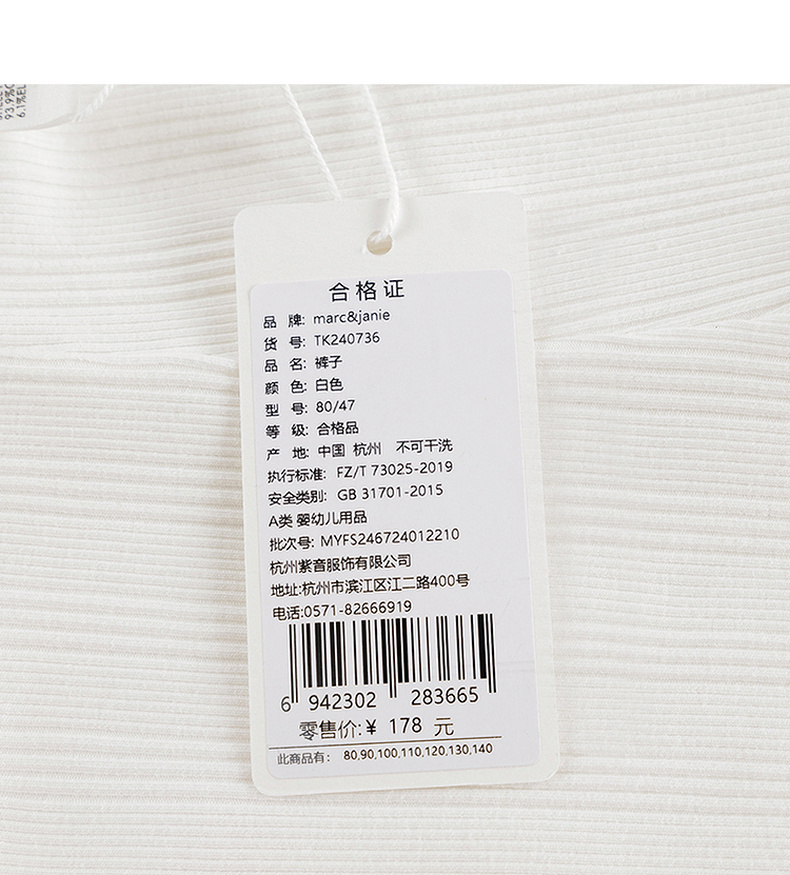 93.9%
6.1%EL
合格证
品 牌: marc&janie
货 号: TK240736
品 名: 裤子
颜 色: 白色
型 号: 80/47
等 级: 合格品
产 地: 中国 杭州 不可干洗
执行标准: FZ/T 73025-2019
安全类别: GB 31701-2015
A类 婴幼儿用品
批次号: MYFS246724012210
杭州紫音服饰有限公司
地址:杭州市滨江区江二路400号
电话:0571-82666919
6 942302 283665
零售价:¥ 178 元
此商品有: 80,90,100,110,120,130,140